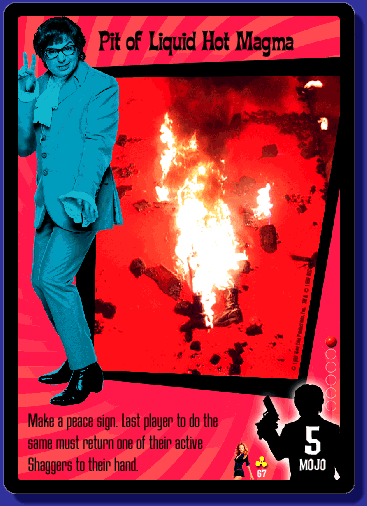 Pit of Liquid Hot Magma
Make a peace sign. Last player to do the
same must return one of their active
Shaggers to their hand.
5
MOJO
67